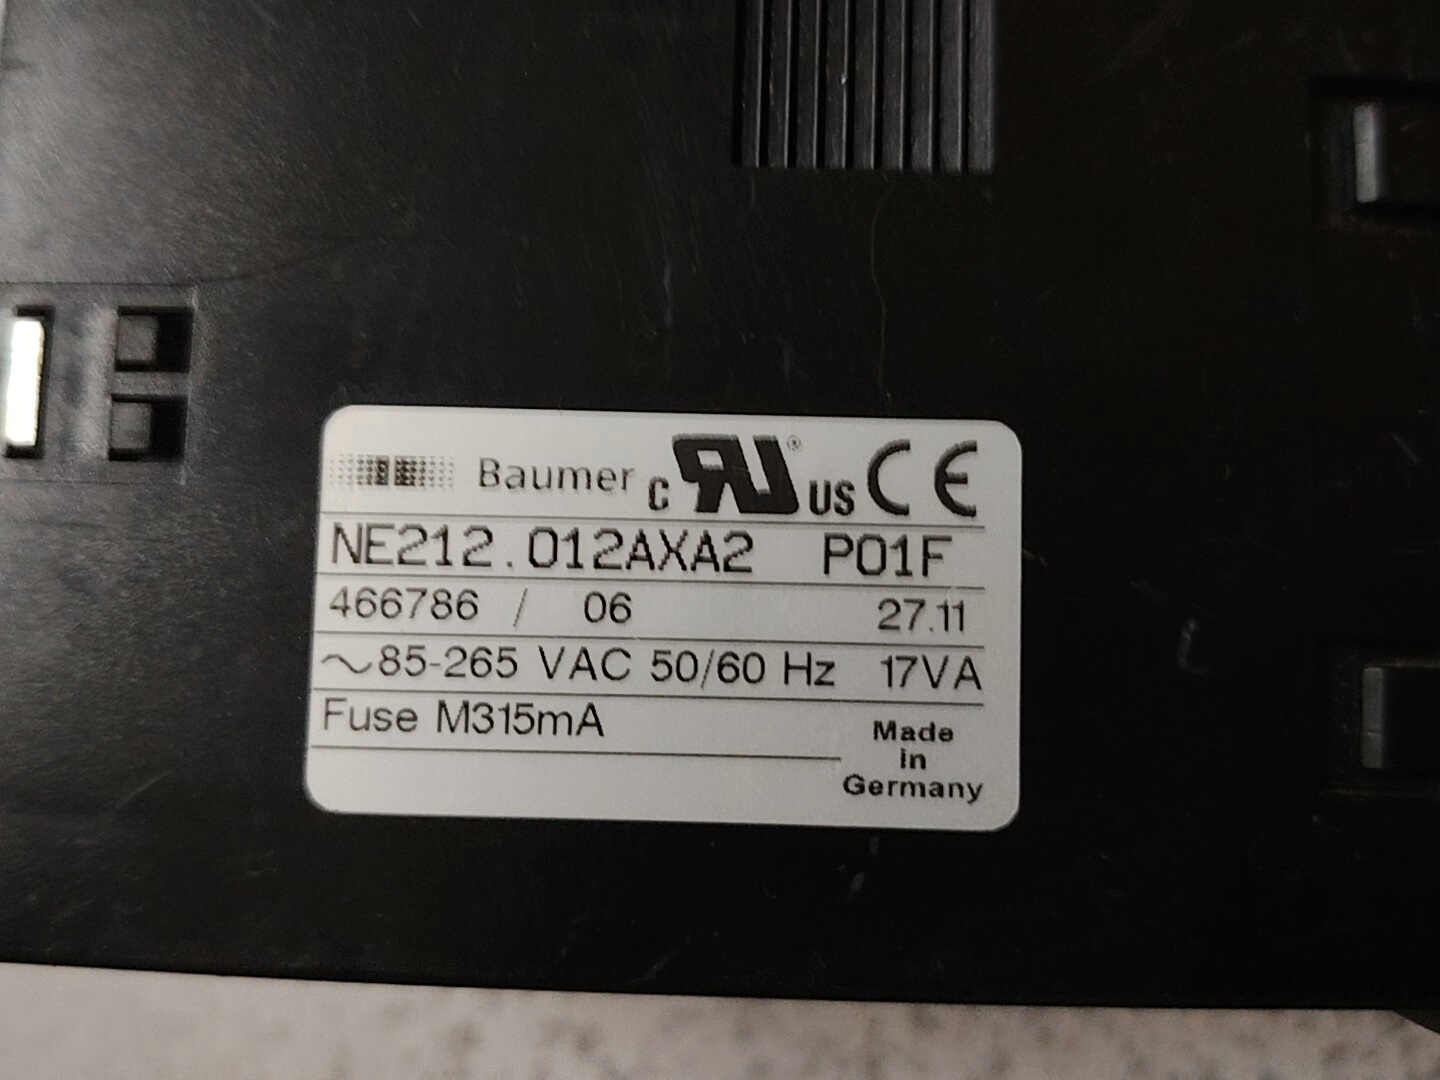 Baumer c RU ® US CE
NE212.012AXA2 P01F
466786 / 06 27.11
~85-265 VAC 50/60 Hz 17VA
Fuse M315mA
Made
in
Germany